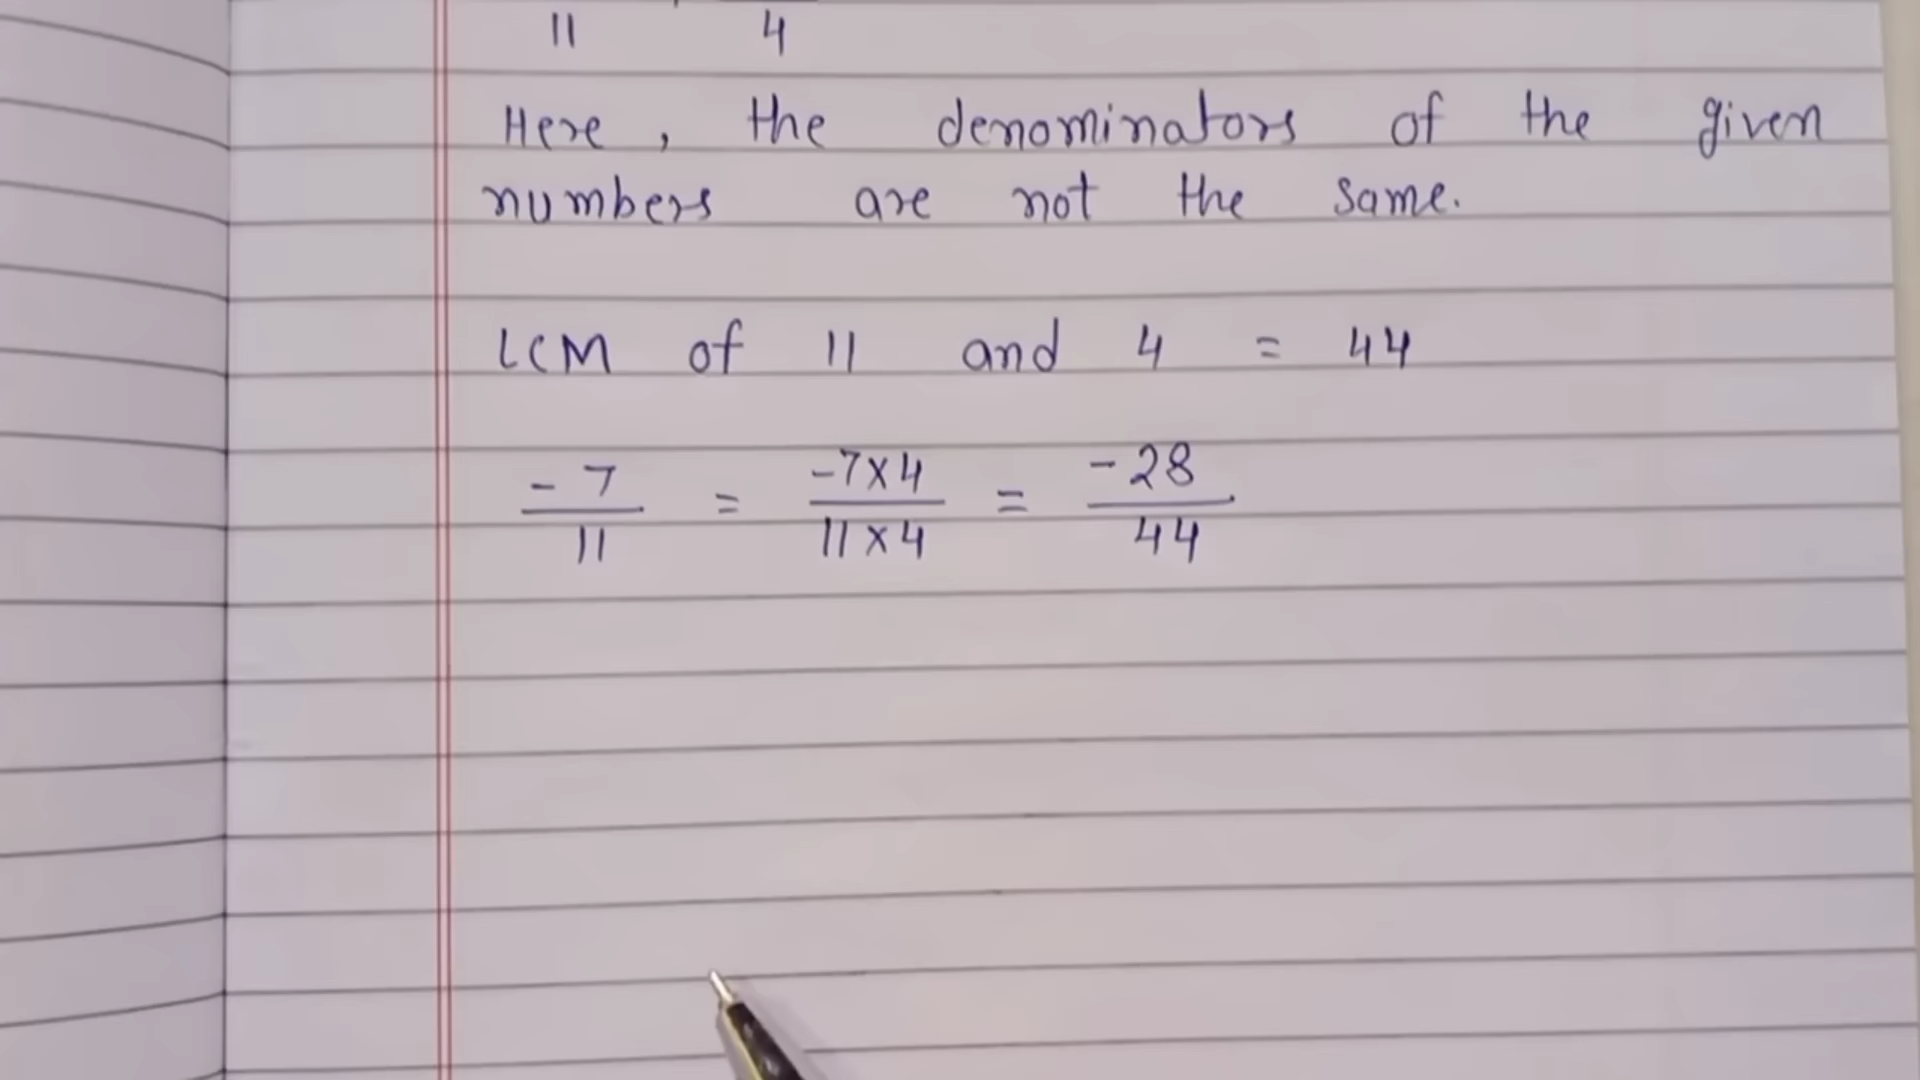 11 4
Here, the denominators of the given
numbers are not the same.
LCM of 11 and 4 = 44
-7/11 = -7×4/11×4 = -28/44